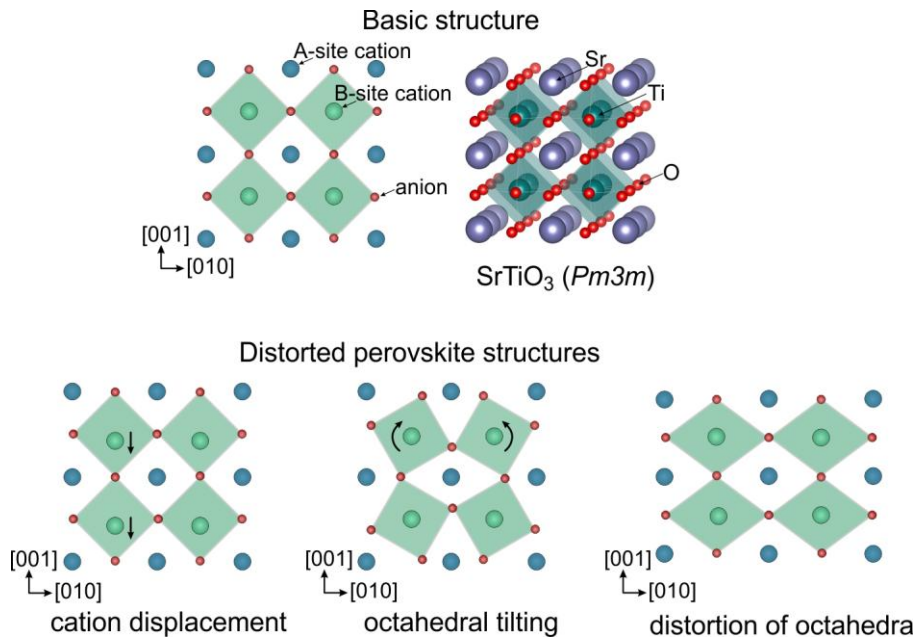 Basic structure
A-site cation
B-site cation
anion
[001]
[010]
Sr
Ti
O
SrTiO₃ (Pm3m)
Distorted perovskite structures
[001]
[010]
cation displacement
[001]
[010]
octahedral tilting
[001]
[010]
distortion of octahedra